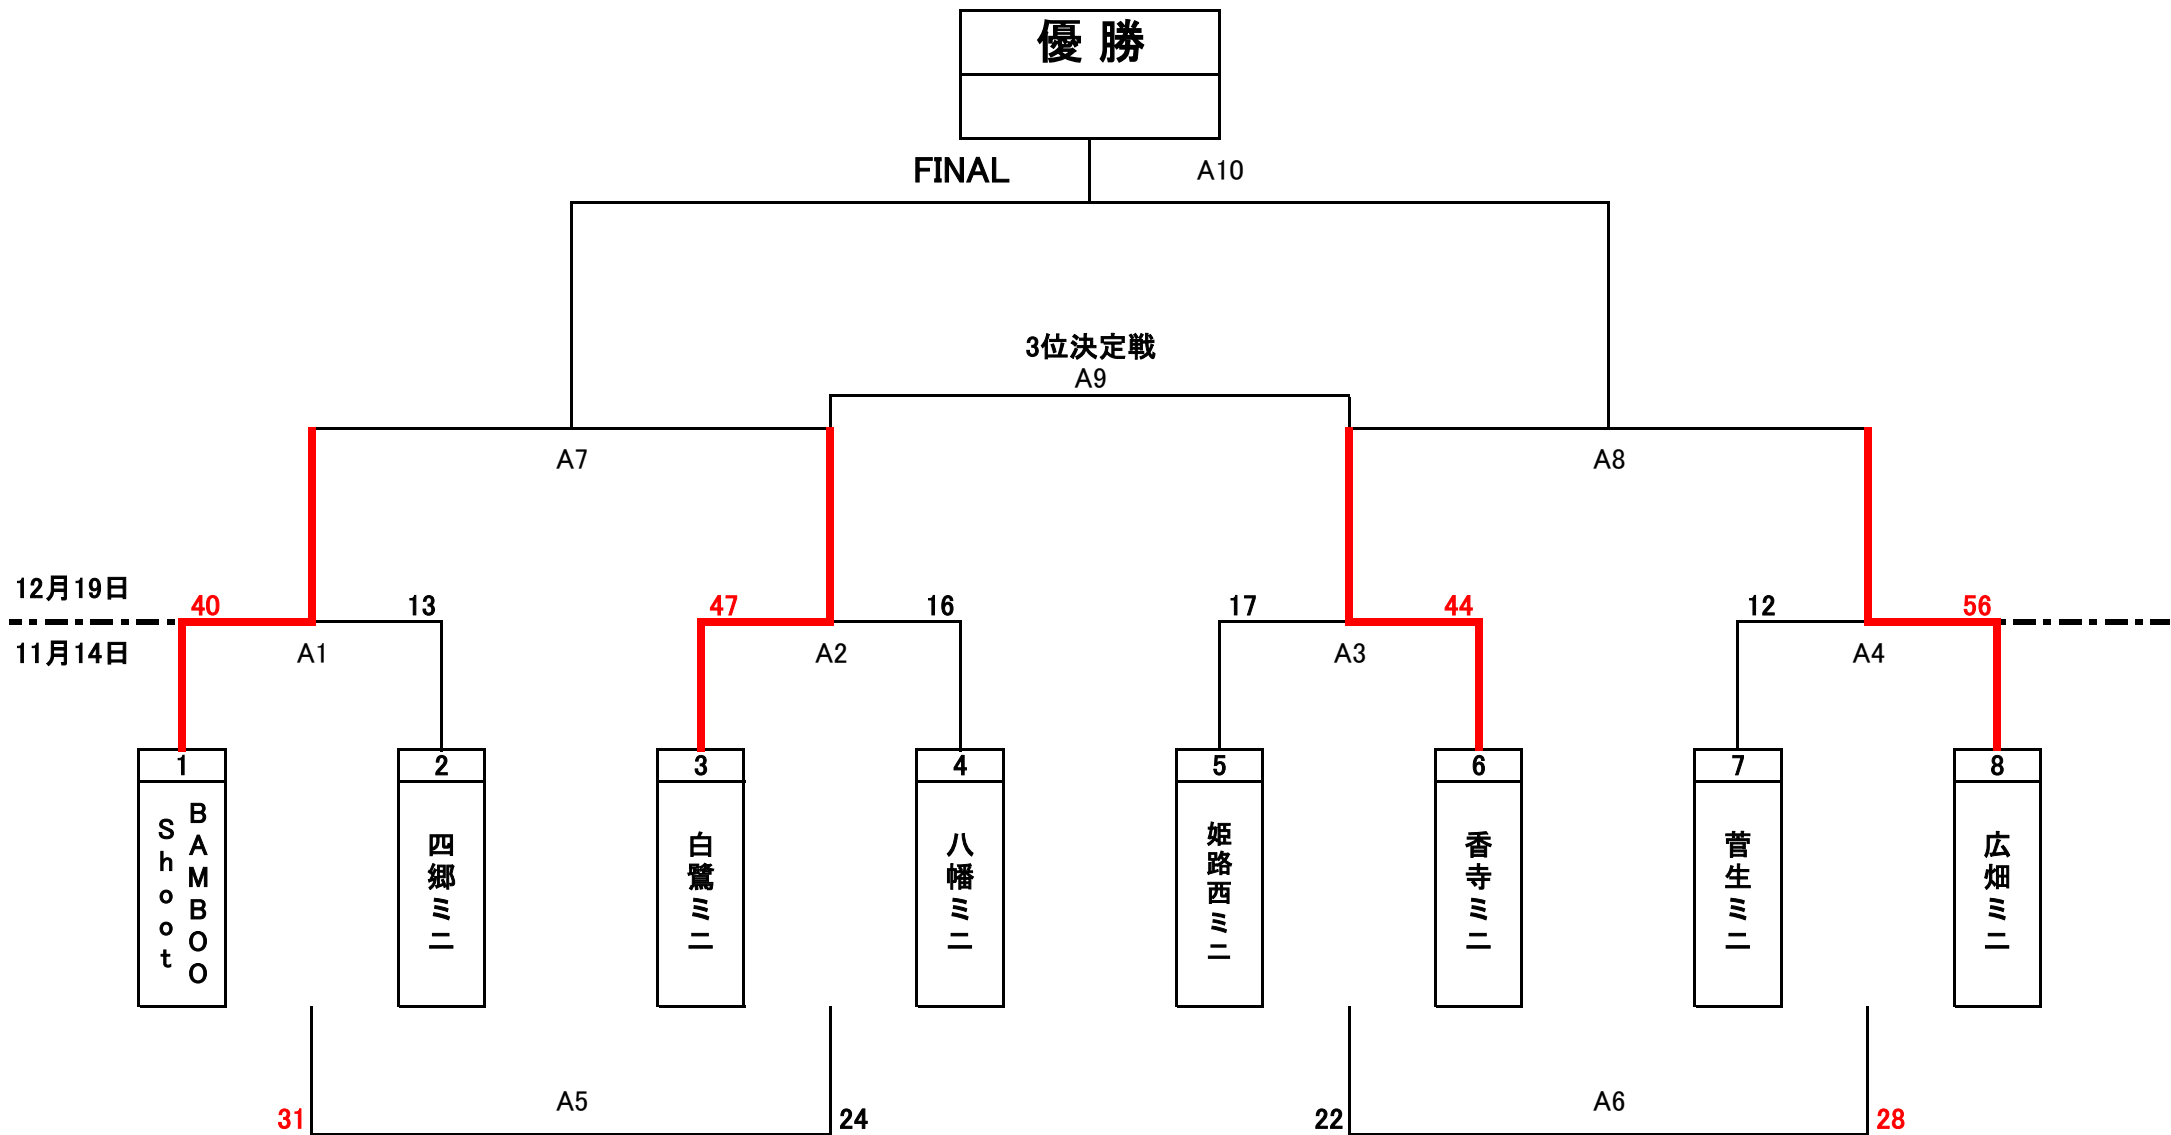 優勝
FINAL
A10
3位決定戦
A9
A7
A8
12月19日
40
13
47
16
17
44
12
56
11月14日
A1
A2
A3
A4
1
2
3
4
5
6
7
8
BAMBOO
Shoot
四郷ミニ
白鷺ミニ
八幡ミニ
姫路西ミニ
香寺ミニ
菅生ミニ
広畑ミニ
A5
A6
31
24
22
28